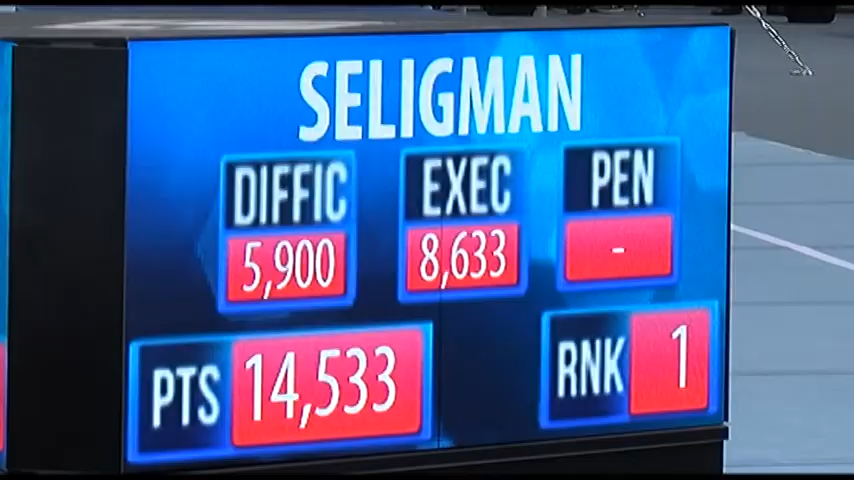 SELIGMAN
DIFFIC EXEC PEN
5,900 8,633 -
PTS 14,533 RNK 1